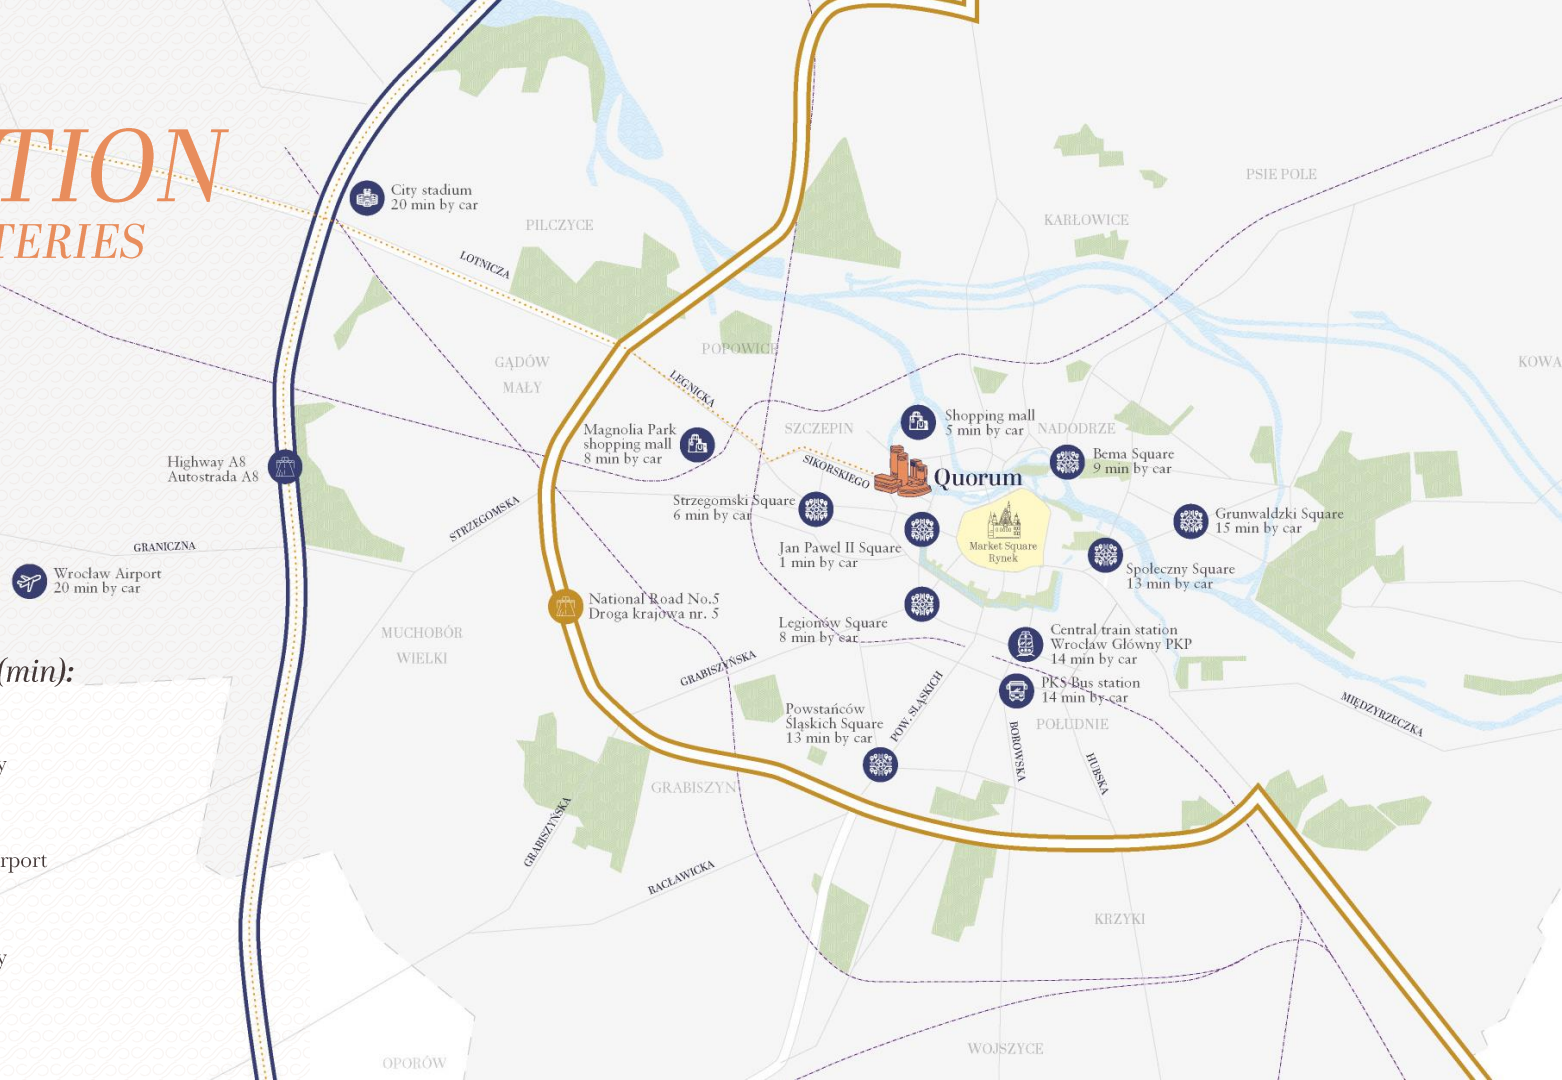 TION
TERIES
City stadium
20 min by car
PILCZYCE
PSIE POLE
KARŁOWICE
LOTNICZA
GĄDÓW
MAŁY
POPOWICE
LEGNICKA
KOWA
Magnolia Park
shopping mall
8 min by car
SZCZEPIN
Shopping mall
5 min by car
NADODRZE
Bema Square
9 min by car
Highway A8
Autostrada A8
SIKORSKIEGO
Quorum
Strzegomski Square
6 min by car
STRZEGOMSKA
Grunwaldzki Square
15 min by car
GRANICZNA
Jan Paweł II Square
1 min by car
Market Square
Rynek
Wrocław Airport
20 min by car
Społeczny Square
13 min by car
National Road No.5
Droga krajowa nr. 5
Legionów Square
8 min by car
MUCHOBÓR
WIELKI
Central train station
Wrocław Główny PKP
14 min by car
(min):
GRABISZYŃSKA
PKS Bus station
14 min by car
POW. ŚLĄSKICH
Powstańców
Śląskich Square
13 min by car
POŁUDNIE
MIĘDZYRZECKA
BOROWSKA
HUBSKA
y
GRABISZYN
GRABISZYŃSKA
rport
RACŁAWICKA
KRZYKI
y
WOJSZYCE
OPORÓW